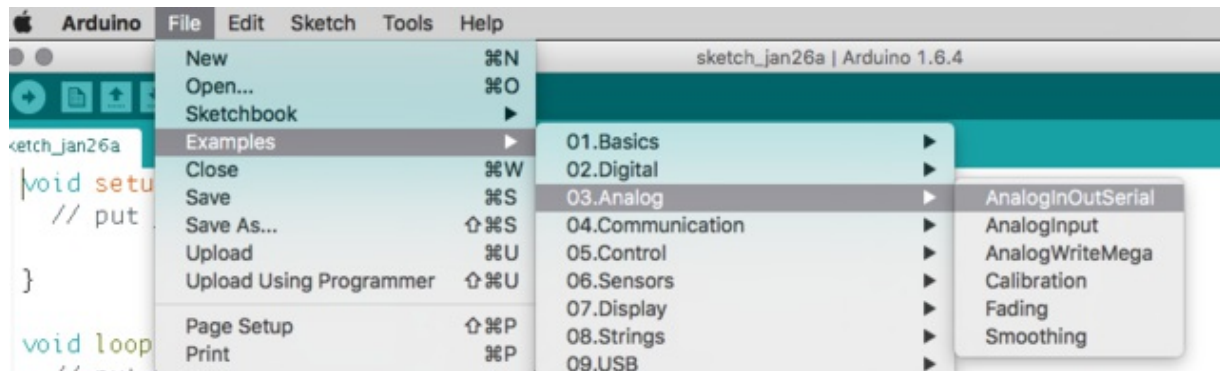 Arduino File Edit Sketch Tools Help
sketch_jan26a | Arduino 1.6.4
New ⌘N
Open... ⌘O
Sketchbook
ketch_jan26a
Examples
Close ⌘W
Save ⌘S
Save As... ⇧⌘S
Upload ⌘U
Upload Using Programmer ⇧⌘U
Page Setup ⇧⌘P
Print ⌘P
01.Basics
02.Digital
03.Analog
04.Communication
05.Control
06.Sensors
07.Display
08.Strings
09.USB
AnalogInOutSerial
AnalogInput
AnalogWriteMega
Calibration
Fading
Smoothing
void setu
// put
}
void loop